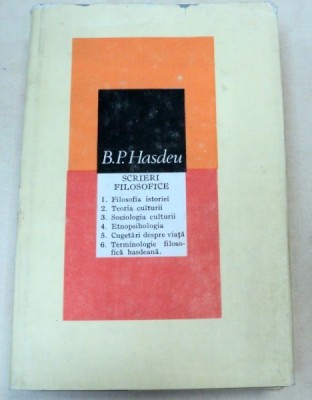 B.P. Hasdeu
SCRIERI
FILOSOFICE
1. Filosofia istoriei
2. Teoria culturii
3. Sociologia culturii
4. Etnopsihologia
5. Cugetări despre viață
6. Terminologie filoso-
fică hasdeană.